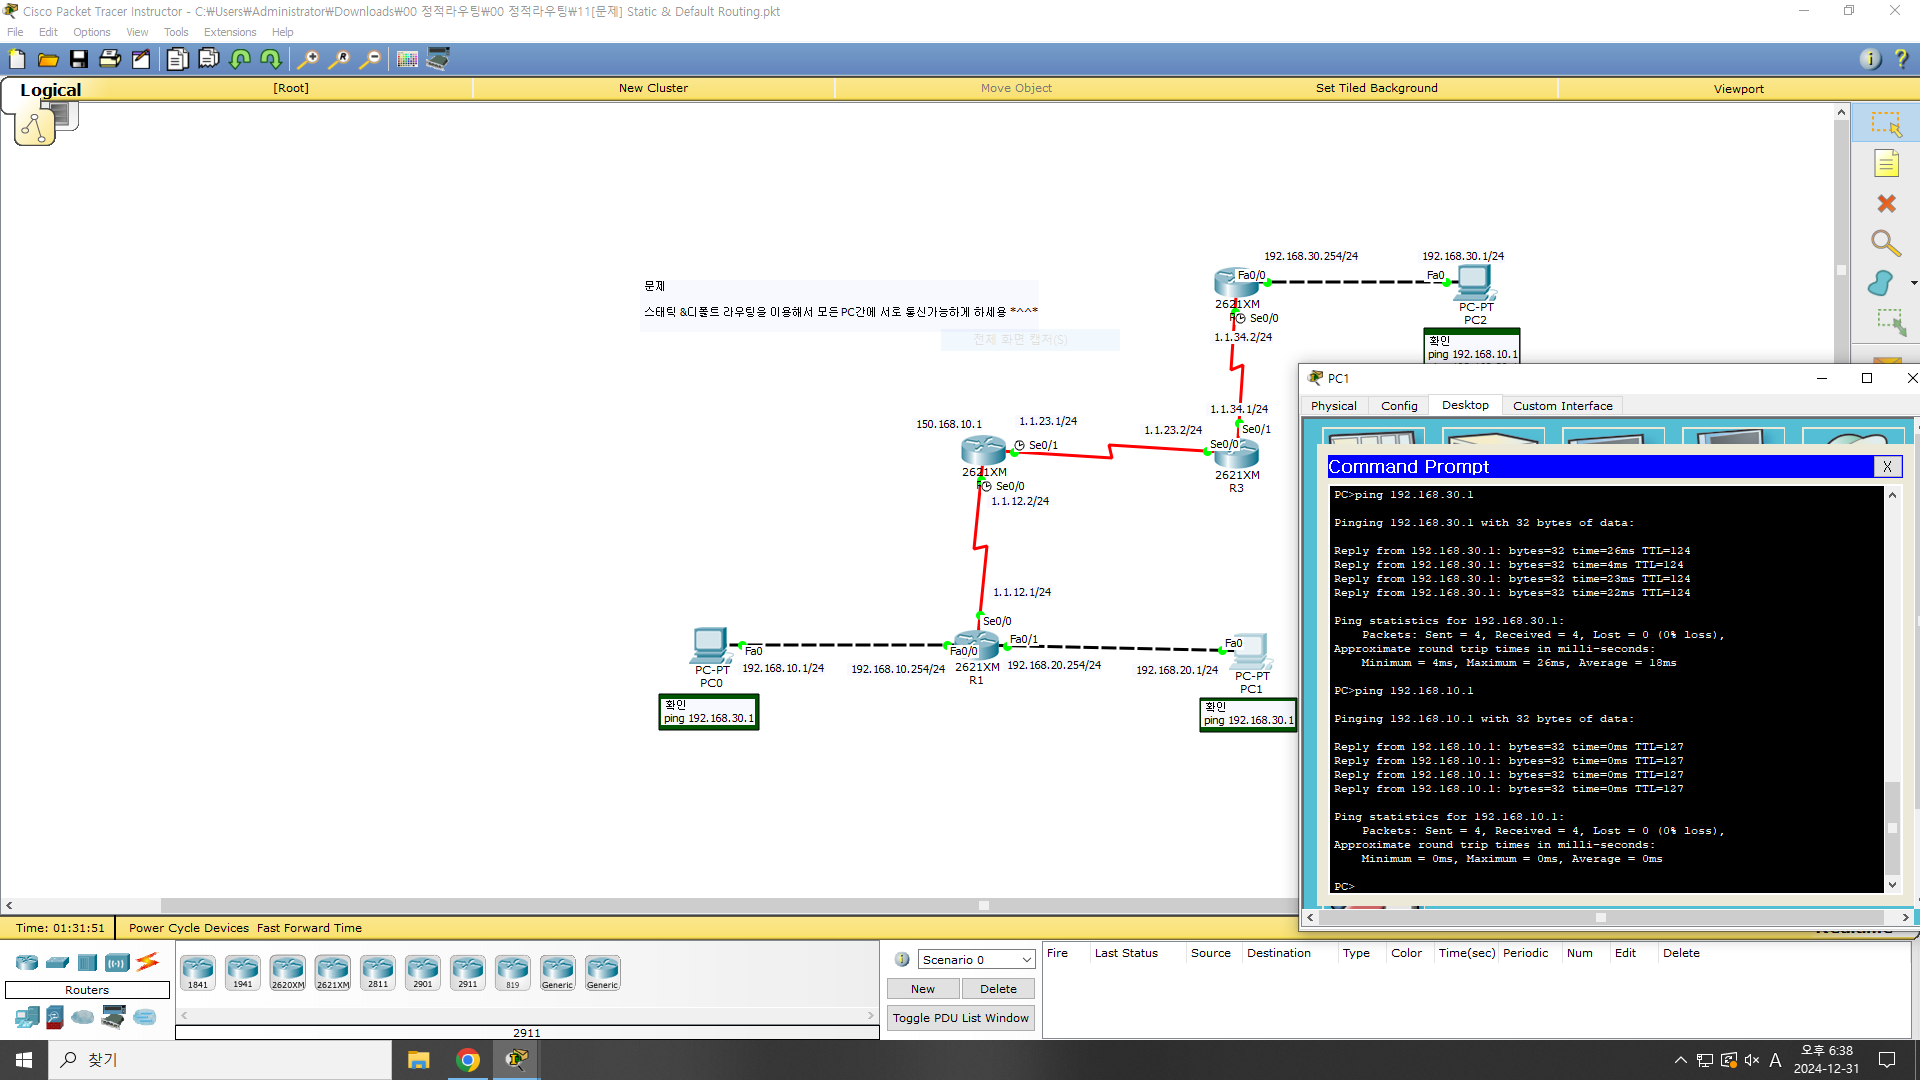 Cisco Packet Tracer Instructor - C:₩Users₩Administrator₩Downloads₩00 정적라우팅₩00 정적라우팅₩11[문제] Static & Default Routing.pkt
File Edit Options View Tools Extensions Help
Logical
[Root]
New Cluster
Move Object
Set Tiled Background
Viewport
문제
스태틱 &디폴트 라우팅을 이용해서 모든PC간에 서로 통신가능하게 하세용 *^^*
전체 화면 캡저(S)
192.168.30.254/24
192.168.30.1/24
Fa0/0
Fa0
2621XM
Se0/0
1.1.34.2/24
PC-PT
PC2
확인
ping 192.168.10.1
1.1.34.1/24
Se0/1
150.168.10.1
1.1.23.1/24
1.1.23.2/24
Se0/1
Se0/0
2621XM
Se0/0
1.1.12.2/24
2621XM
R3
1.1.12.1/24
Se0/0
Fa0
Fa0/0
Fa0/1
Fa0
192.168.10.1/24
192.168.10.254/24
2621XM
R1
192.168.20.254/24
192.168.20.1/24
PC-PT
PC0
PC-PT
PC1
확인
ping 192.168.30.1
확인
ping 192.168.30.1
PC1
Physical Config Desktop Custom Interface
Command Prompt
X
PC>ping 192.168.30.1
Pinging 192.168.30.1 with 32 bytes of data:
Reply from 192.168.30.1: bytes=32 time=26ms TTL=124
Reply from 192.168.30.1: bytes=32 time=4ms TTL=124
Reply from 192.168.30.1: bytes=32 time=23ms TTL=124
Reply from 192.168.30.1: bytes=32 time=22ms TTL=124
Ping statistics for 192.168.30.1:
Packets: Sent = 4, Received = 4, Lost = 0 (0% loss),
Approximate round trip times in milli-seconds:
Minimum = 4ms, Maximum = 26ms, Average = 18ms
PC>ping 192.168.10.1
Pinging 192.168.10.1 with 32 bytes of data:
Reply from 192.168.10.1: bytes=32 time=0ms TTL=127
Reply from 192.168.10.1: bytes=32 time=0ms TTL=127
Reply from 192.168.10.1: bytes=32 time=0ms TTL=127
Reply from 192.168.10.1: bytes=32 time=0ms TTL=127
Ping statistics for 192.168.10.1:
Packets: Sent = 4, Received = 4, Lost = 0 (0% loss),
Approximate round trip times in milli-seconds:
Minimum = 0ms, Maximum = 0ms, Average = 0ms
PC>
Time: 01:31:51
Power Cycle Devices Fast Forward Time
Routers
1841 1941 2620XM 2621XM 2811 2901 2911 819 Generic Generic
2911
Scenario 0
New
Delete
Toggle PDU List Window
Fire Last Status Source Destination Type Color Time(sec) Periodic Num Edit Delete
찾기
A
오후 6:38
2024-12-31